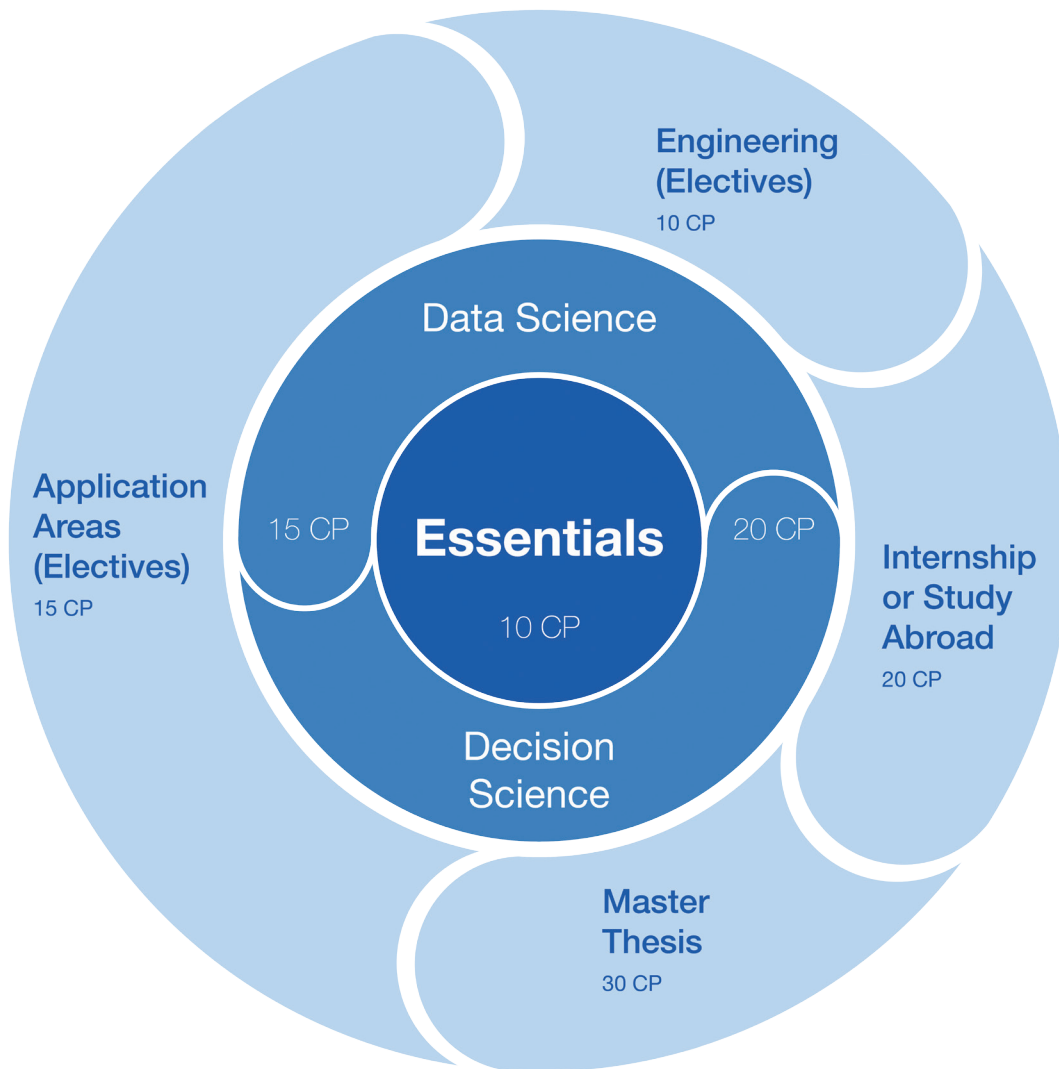 Engineering
(Electives)
10 CP
Data Science
Application
Areas
(Electives)
15 CP
15 CP
Essentials
10 CP
20 CP
Internship
or Study
Abroad
20 CP
Decision
Science
Master
Thesis
30 CP